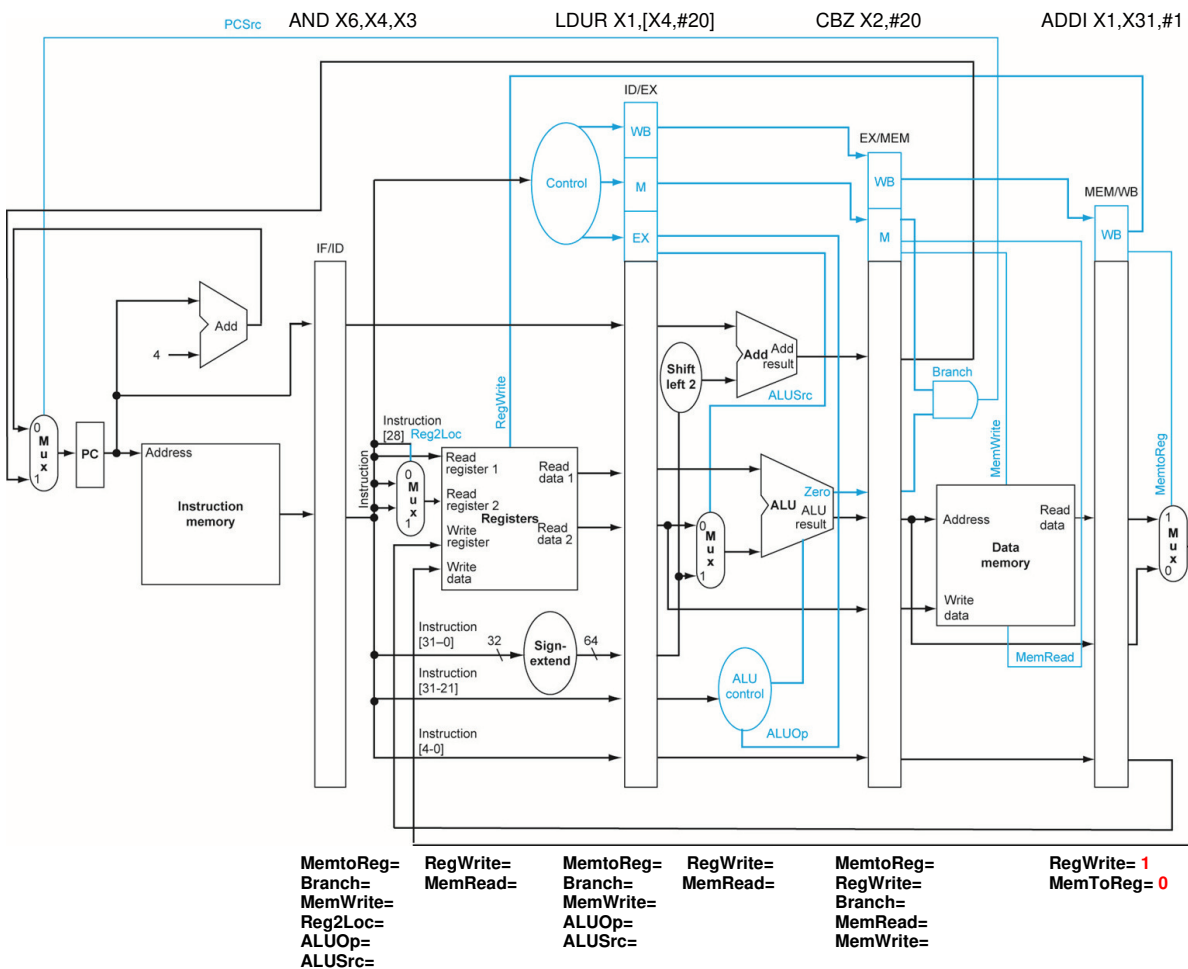 AND X6,X4,X3
LDUR X1,[X4,#20]
CBZ X2,#20
ADDI X1,X31,#1
PCSrc
ID/EX
WB
EX/MEM
Control
M
WB
MEM/WB
IF/ID
EX
M
WB
Add
4
Add
Add
result
Shift
left 2
Branch
ALUSrc
RegWrite
MemWrite
MemtoReg
Instruction
[28]
Reg2Loc
0
M
u
x
1
PC
Address
Instruction
memory
Instruction
0
M
u
x
1
Read
register 1
Read
register 2
Write
register
Write
data
Registers
Read
data 1
Read
data 2
0
M
u
x
1
Zero
ALU
ALU
result
Address
Read
data
Data
memory
Write
data
MemRead
1
M
u
x
0
Instruction
[31–0]
32
Sign-
extend
64
Instruction
[31-21]
ALU
control
ALUOp
Instruction
[4-0]
MemtoReg=
Branch=
MemWrite=
Reg2Loc=
ALUOp=
ALUSrc=
RegWrite=
MemRead=
MemtoReg=
Branch=
MemWrite=
ALUOp=
ALUSrc=
RegWrite=
MemRead=
MemtoReg=
RegWrite=
Branch=
MemRead=
MemWrite=
RegWrite= 1
MemToReg= 0